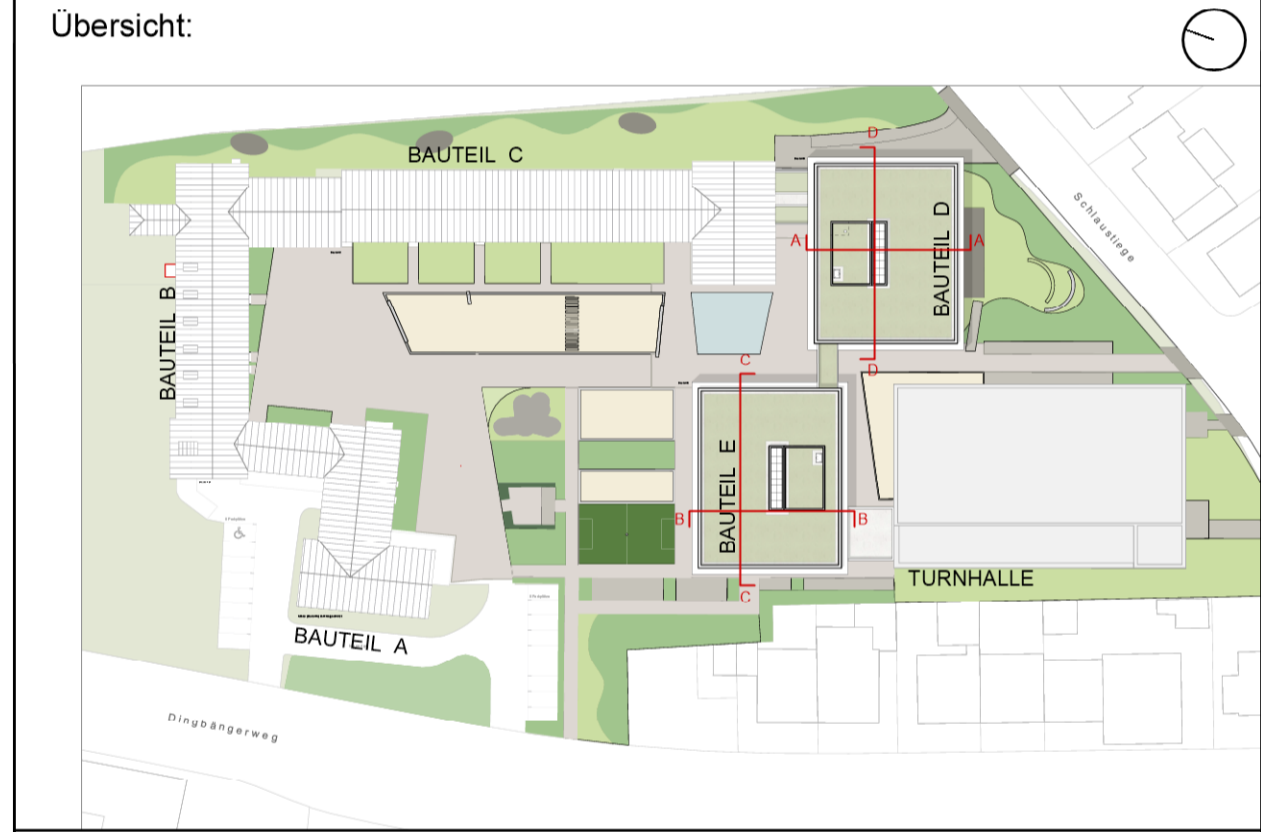 Übersicht:
BAUTEIL C
D
Schlaustiege
A
A
BAUTEIL D
BAUTEIL B
D
C
BAUTEIL E
B
B
C
TURNHALLE
BAUTEIL A
Dingbängerweg